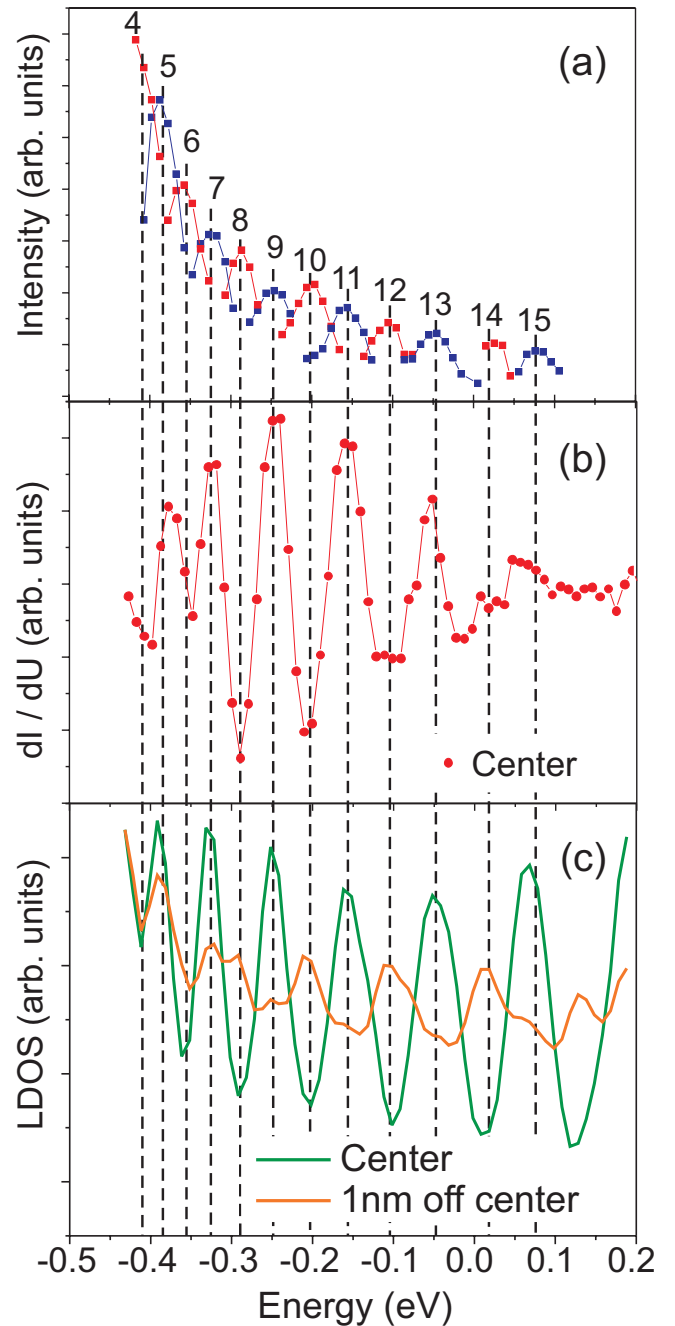 4
5
6
7
8
9
10
11
12
13
14
15
(a)
Intensity (arb. units)
(b)
dI / dU (arb. units)
Center
(c)
LDOS (arb. units)
Center
1nm off center
-0.5 -0.4 -0.3 -0.2 -0.1 0.0 0.1 0.2
Energy (eV)